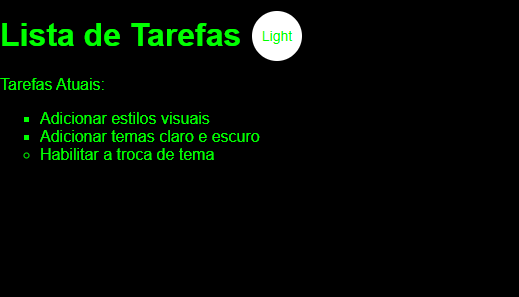 Lista de Tarefas Light
Tarefas Atuais:
Adicionar estilos visuais
Adicionar temas claro e escuro
Habilitar a troca de tema